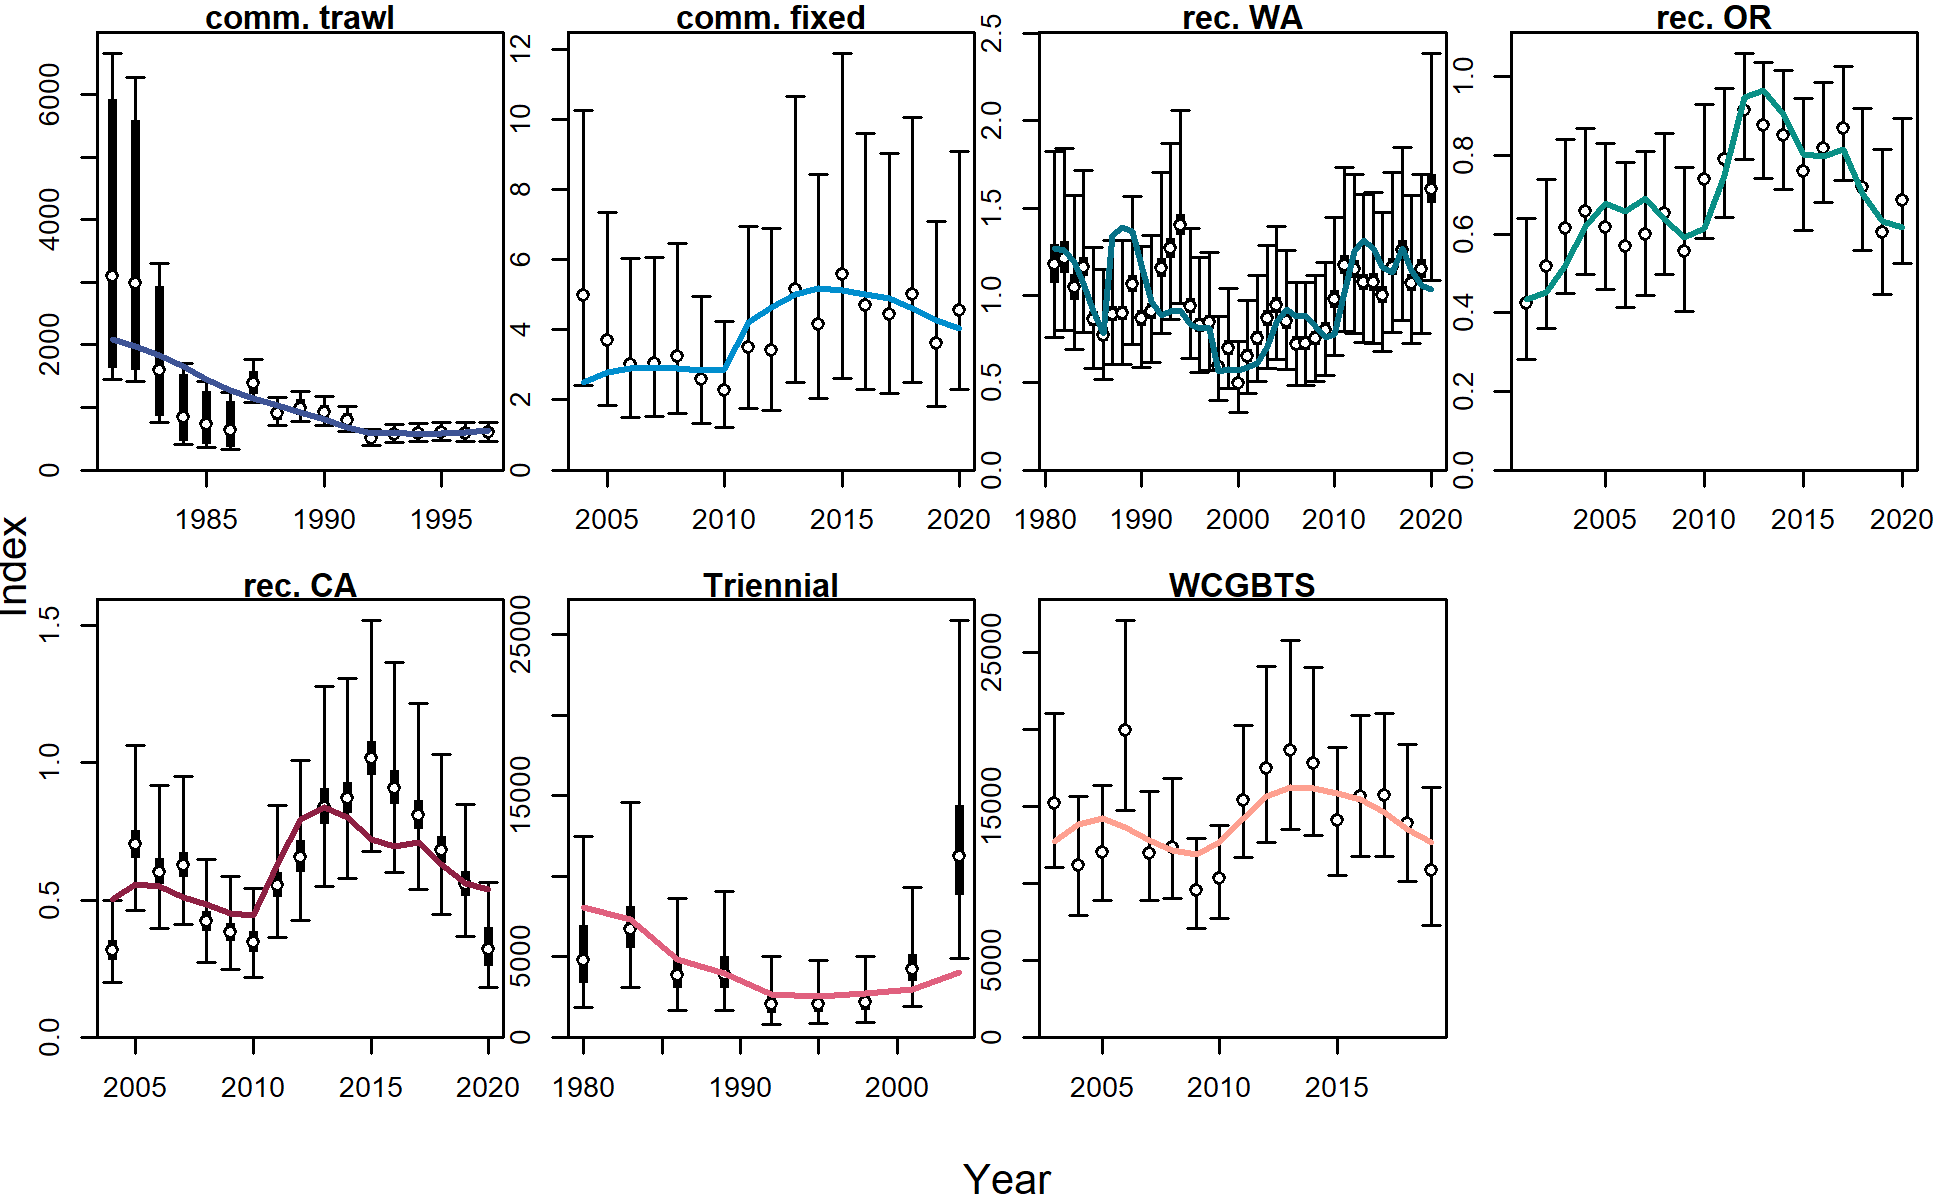 comm. trawl
0 2000 4000 6000
1985 1990 1995
comm. fixed
0 2 4 6 8 10 12
2005 2010 2015 2020
rec. WA
0.0 0.5 1.0 1.5 2.0 2.5
1980 1990 2000 2010 2020
rec. OR
0.0 0.2 0.4 0.6 0.8 1.0
2005 2010 2015 2020
Index
rec. CA
0.0 0.5 1.0 1.5
2005 2010 2015 2020
Triennial
0 5000 15000 25000
1980 1990 2000
WCGBTS
0 5000 15000 25000
2005 2010 2015
Year